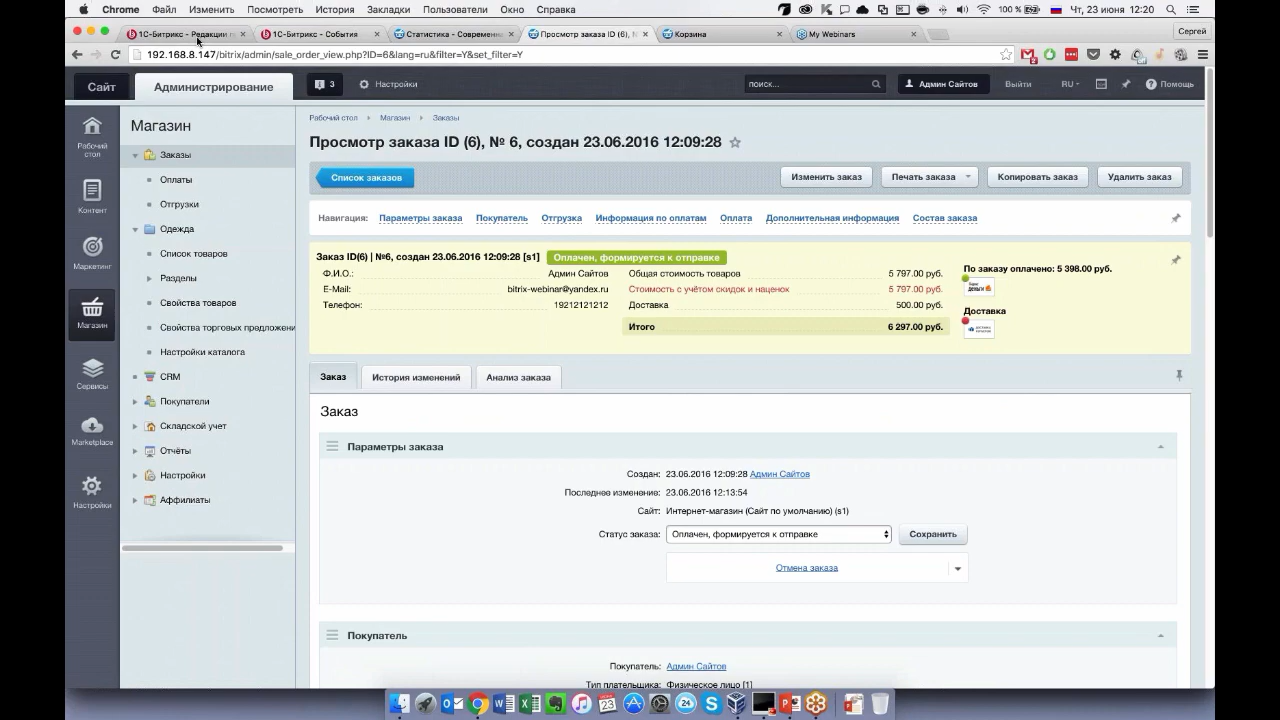 Chrome Файл Изменить Посмотреть История Закладки Пользователи Окно Справка 100 % Чт, 23 июня 12:20
1С-Битрикс - Редакции 1С-Битрикс - События Статистика - Современн Просмотр заказа ID (6), № Корзина My Webinars Сергей
192.168.8.147/bitrix/admin/sale_order_view.php?ID=6&lang=ru&filter=Y&set_filter=Y
Сайт Администрирование 3 Настройки поиск... Админ Сайтов Выйти RU Помощь
Рабочий стол Магазин Заказы
Просмотр заказа ID (6), № 6, создан 23.06.2016 12:09:28
Список заказов Изменить заказ Печать заказа Копировать заказ Удалить заказ
Навигация: Параметры заказа Покупатель Отгрузка Информация по оплатам Оплата Дополнительная информация Состав заказа
Заказ ID(6) | №6, создан 23.06.2016 12:09:28 [s1] Оплачен, формируется к отправке
Ф.И.О.: Админ Сайтов
E-Mail: bitrix-webinar@yandex.ru
Телефон: 19212121212
Общая стоимость товаров 5 797.00 руб.
Стоимость с учётом скидок и наценок 5 797.00 руб.
Доставка 500.00 руб.
Итого 6 297.00 руб.
По заказу оплачено: 5 398.00 руб.
Доставка
Заказ История изменений Анализ заказа
Заказ
Параметры заказа
Создан: 23.06.2016 12:09:28 Админ Сайтов
Последнее изменение: 23.06.2016 12:13:54
Сайт: Интернет-магазин (Сайт по умолчанию) (s1)
Статус заказа: Оплачен, формируется к отправке Сохранить
Отмена заказа
Покупатель
Покупатель: Админ Сайтов
Тип плательщика: Физическое лицо [1]
Рабочий стол
Контент
Маркетинг
Магазин
Сервисы
Marketplace
Настройки
Магазин
Заказы
Оплаты
Отгрузки
Одежда
Список товаров
Разделы
Свойства товаров
Свойства торговых предложени
Настройки каталога
CRM
Покупатели
Складской учет
Отчёты
Настройки
Аффилиаты